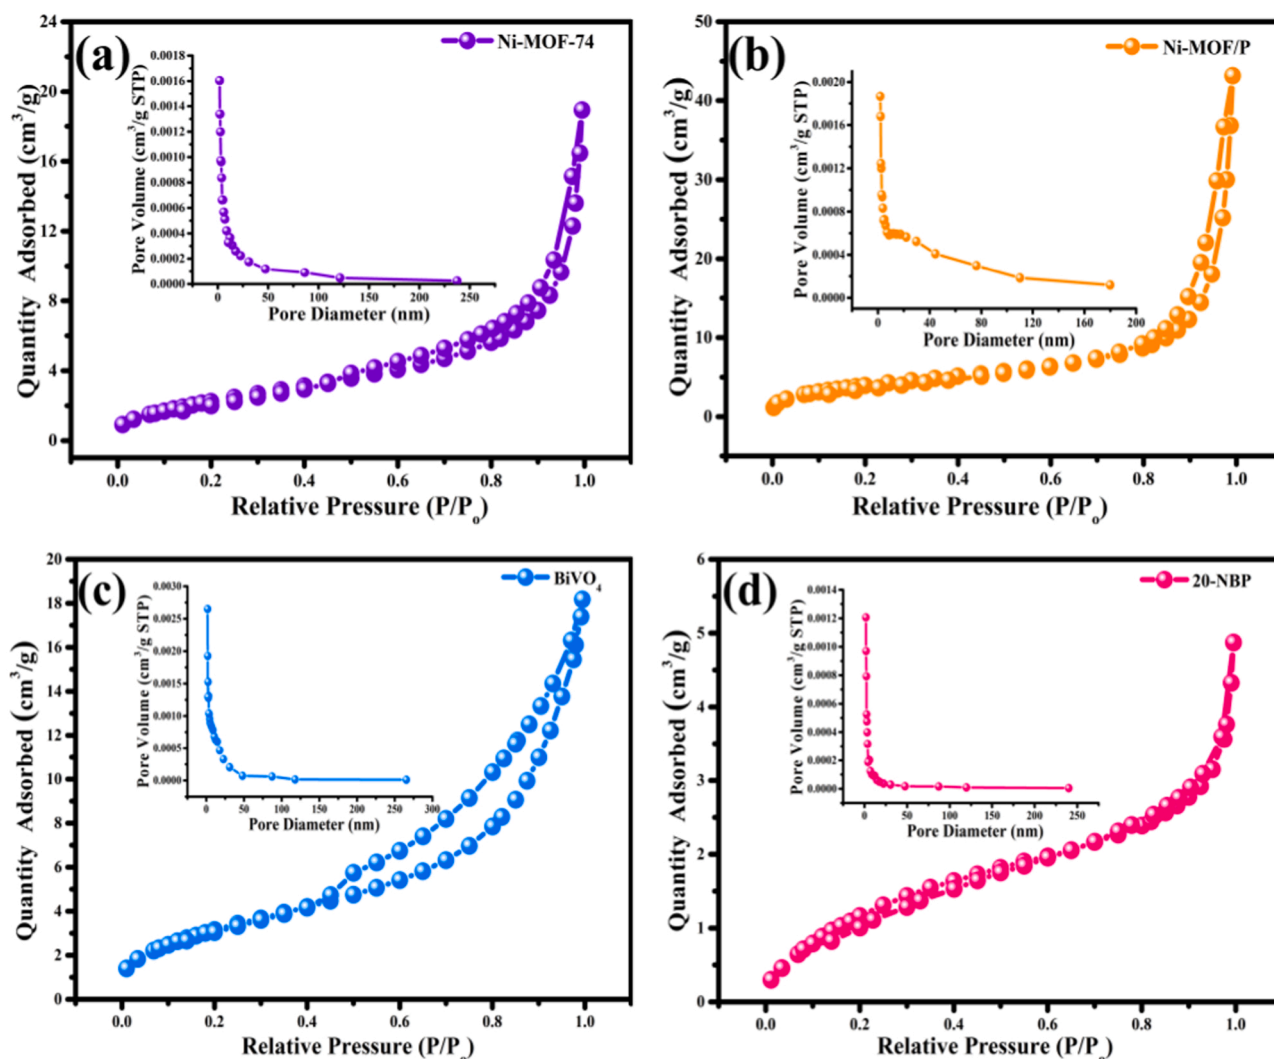 (a)
Ni-MOF-74
24
20
16
12
8
4
0
Quantity Adsorbed (cm³/g)
0.0 0.2 0.4 0.6 0.8 1.0
Relative Pressure (P/Pₒ)
0.0018
0.0016
0.0014
0.0012
0.0010
0.0008
0.0006
0.0004
0.0002
0.0000
Pore Volume (cm³/g STP)
0 50 100 150 200 250
Pore Diameter (nm)
(b)
Ni-MOF/P
50
40
30
20
10
0
Quantity Adsorbed (cm³/g)
0.0 0.2 0.4 0.6 0.8 1.0
Relative Pressure (P/Pₒ)
0.0020
0.0016
0.0012
0.0008
0.0004
0.0000
Pore Volume (cm³/g STP)
0 40 80 120 160 200
Pore Diameter (nm)
(c)
BiVO₄
20
18
16
14
12
10
8
6
4
2
0
Quantity Adsorbed (cm³/g)
0.0 0.2 0.4 0.6 0.8 1.0
Relative Pressure (P/Pₒ)
0.0030
0.0025
0.0020
0.0015
0.0010
0.0005
0.0000
Pore Volume (cm³/g STP)
0 50 100 150 200 250 300
Pore Diameter (nm)
(d)
20-NBP
6
5
4
3
2
1
0
Quantity Adsorbed (cm³/g)
0.0 0.2 0.4 0.6 0.8 1.0
Relative Pressure (P/Pₒ)
0.0014
0.0012
0.0010
0.0008
0.0006
0.0004
0.0002
0.0000
Pore Volume (cm³/g STP)
0 50 100 150 200 250
Pore Diameter (nm)